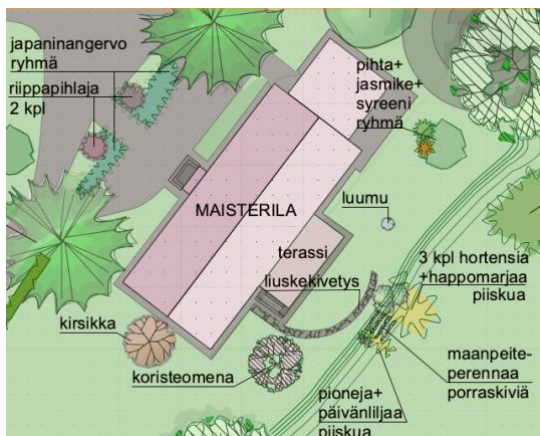 japaninangervo
ryhmä
riippapihlaja
2 kpl
pihta+
jasmike+
syreeni
ryhmä
MAISTERILA
luumu
terassi
liuskekivetys
3 kpl hortensia
+happomarjaa
piiskua
kirsikka
koristeomena
maanpeite-
perennaa
porraskiviä
pioneja+
päivänliljaa
piiskua